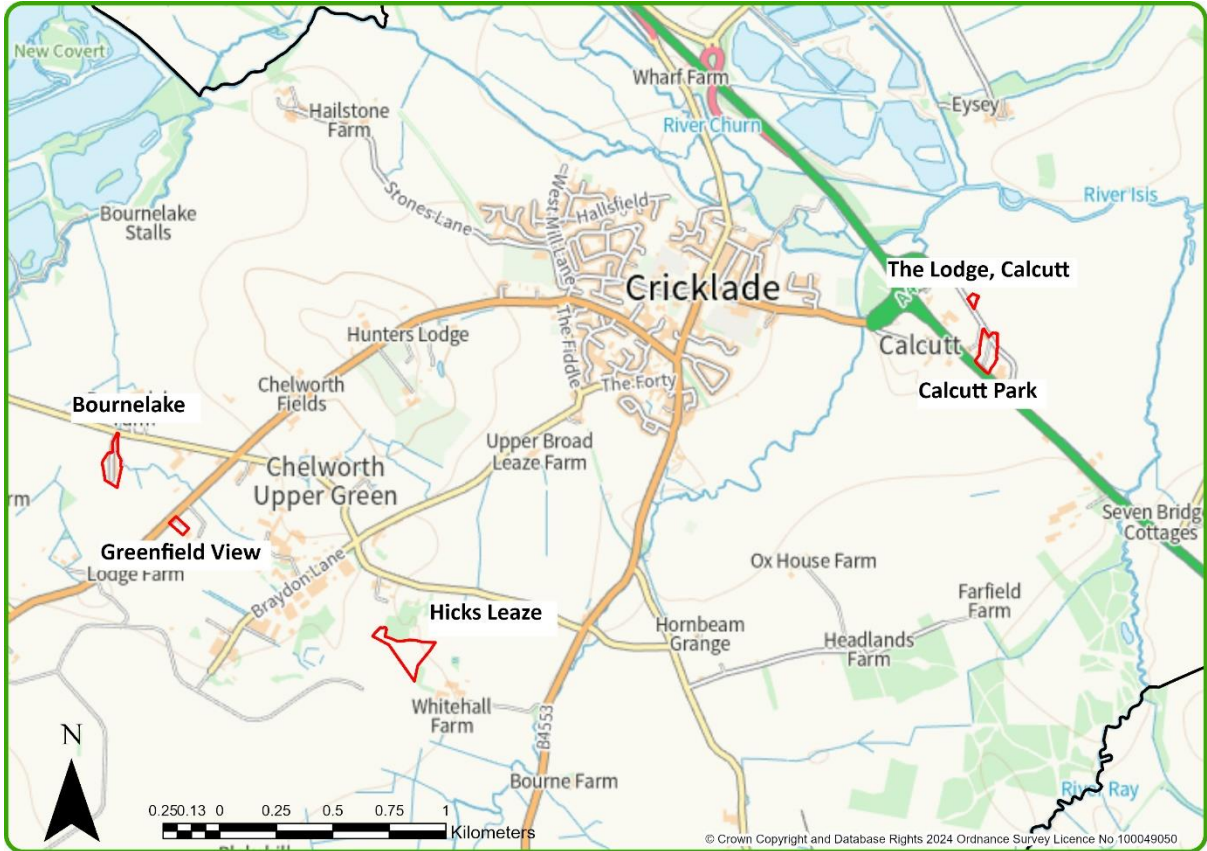 New Covert
Wharf Farm
Hailstone
Farm
Eysey
River Churn
River Isis
Bournelake
Stalls
Stones Lane
West Mill Lane
Hallsfield
Cricklade
The Lodge, Calcutt
Hunters Lodge
The Fiddle
Calcutt
Chelworth
Fields
The Forty
Calcutt Park
Bournelake
Upper Broad
Leaze Farm
Chelworth
Upper Green
Seven Bridge
Cottages
Greenfield View
Lodge Farm
Ox House Farm
Braydon Lane
Farfield
Farm
Hicks Leaze
Hornbeam
Grange
Headlands
Farm
Whitehall
Farm
B4553
N
Bourne Farm
River Ray
0.250.13 0 0.25 0.5 0.75 1
Kilometers
© Crown Copyright and Database Rights 2024 Ordnance Survey Licence No 100049050